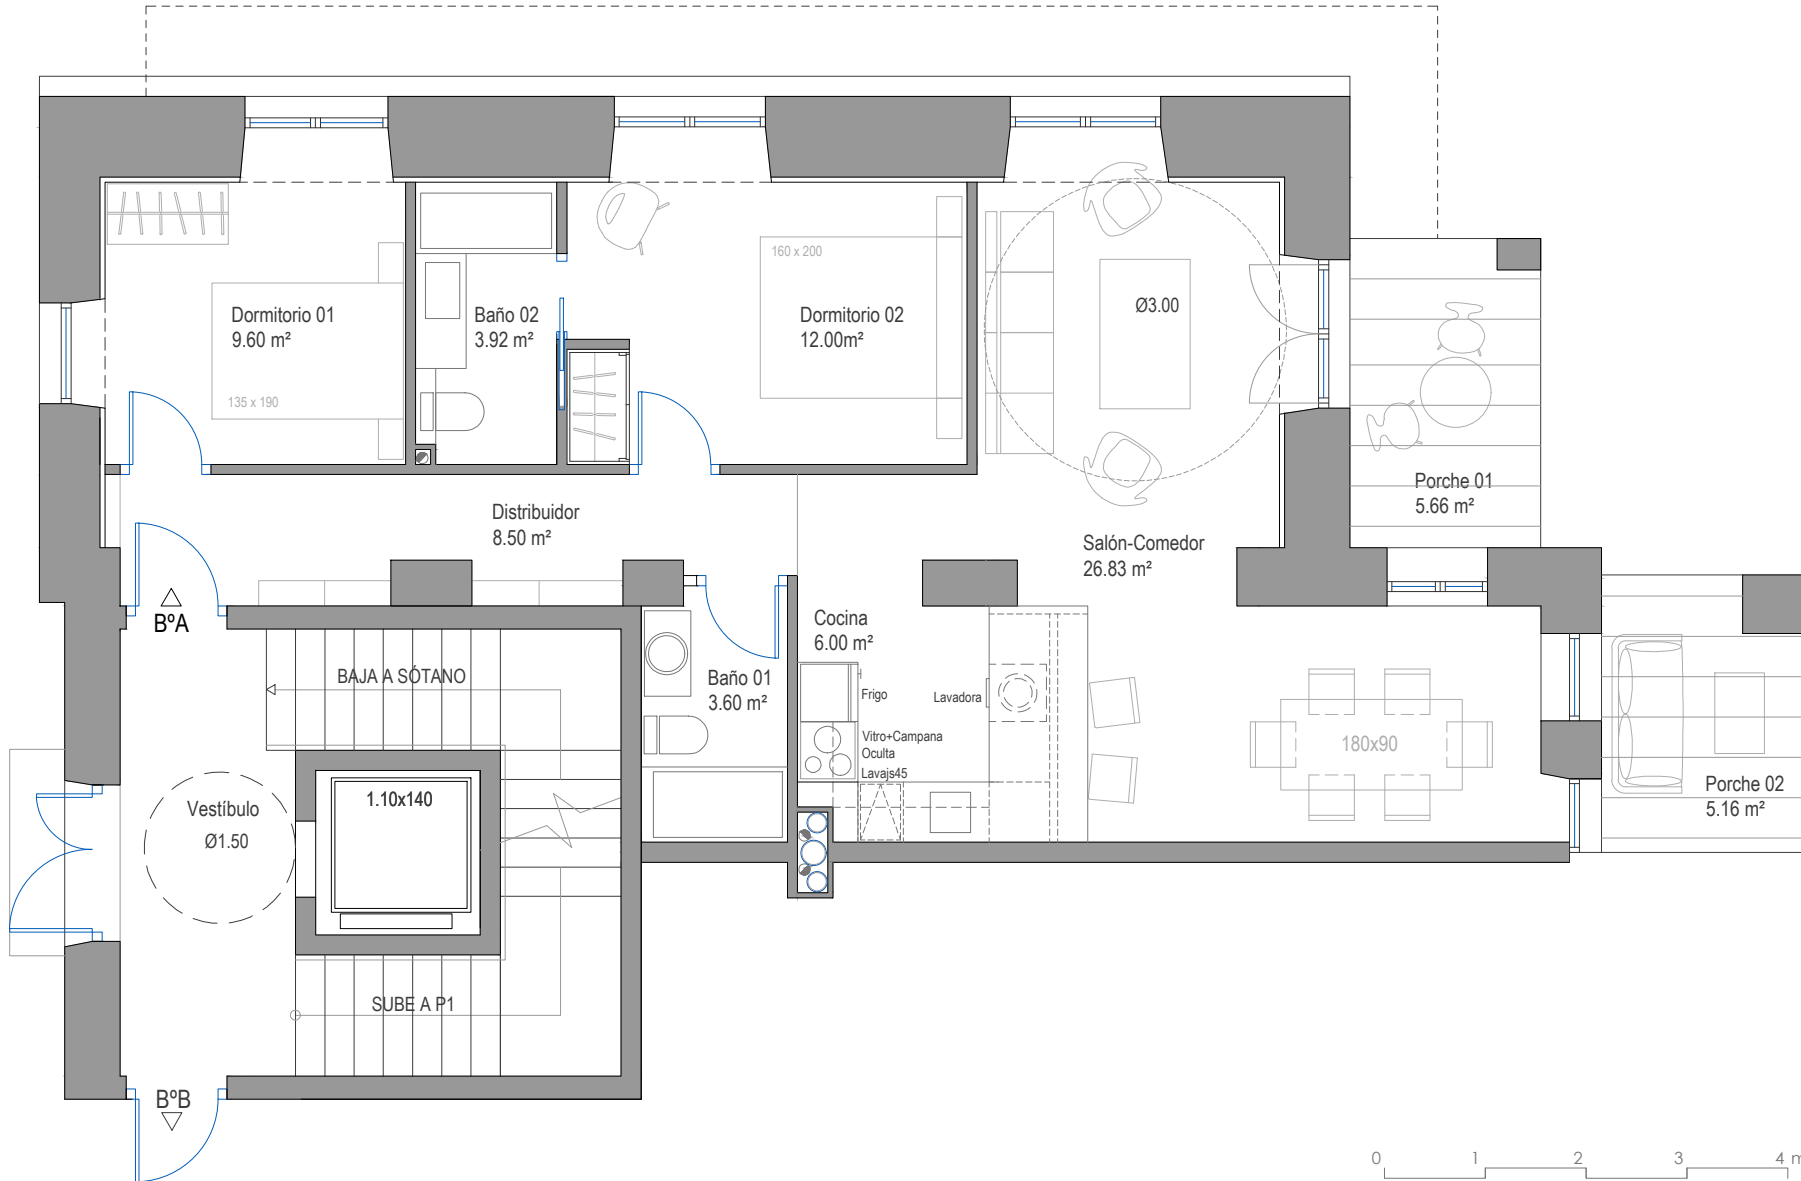 160 x 200
Dormitorio 01
9.60 m²
Baño 02
3.92 m²
Dormitorio 02
12.00m²
Ø3.00
135 x 190
Porche 01
5.66 m²
Distribuidor
8.50 m²
Salón-Comedor
26.83 m²
BºA
Cocina
6.00 m²
BAJA A SÓTANO
Baño 01
3.60 m²
Frigo
Lavadora
Vitro+Campana
Oculta
Lavajs45
180x90
Porche 02
5.16 m²
Vestíbulo
Ø1.50
1.10x140
SUBE A P1
BºB
0 1 2 3 4 m